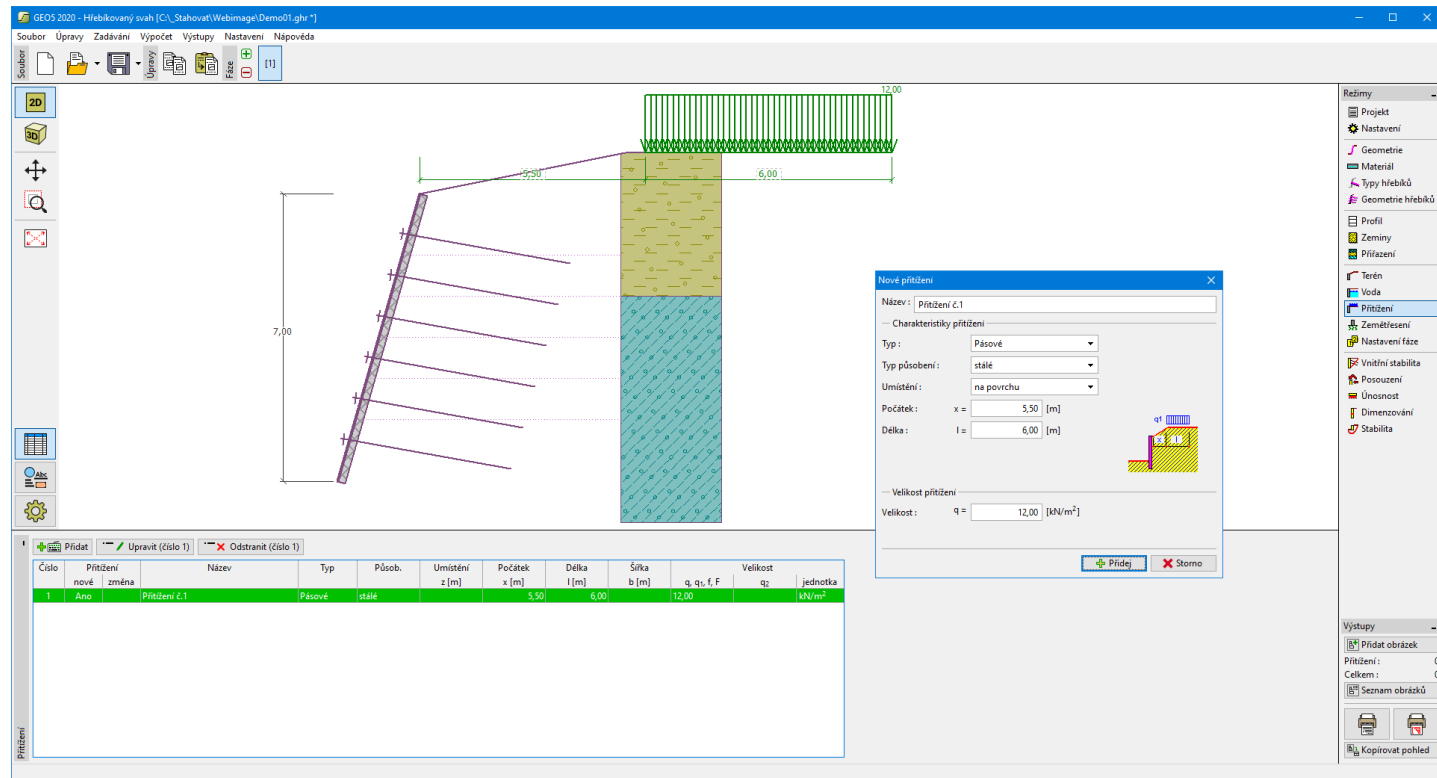 GEO5 2020 - Hřebíkovaný svah [C:\_Stahovat\Webimage\Demo01.ghr *]
Soubor Úpravy Zadávání Výpočet Výstupy Nastavení Nápověda
Soubor
Úpravy
Fáze
[1]
2D
3D
Abc
12,00
5,50
6,00
7,00
Režimy
Projekt
Nastavení
Geometrie
Materiál
Typy hřebíků
Geometrie hřebíků
Profil
Zeminy
Přiřazení
Terén
Voda
Přitížení
Zemětřesení
Nastavení fáze
Vnitřní stabilita
Posouzení
Únosnost
Dimenzování
Stabilita
Nové přitížení
Název : Přitížení č.1
Charakteristiky přitížení
Typ : Pásové
Typ působení : stálé
Umístění : na povrchu
Počátek : x = 5,50 [m]
Délka : l = 6,00 [m]
q1
x l
Velikost přitížení
Velikost : q = 12,00 [kN/m²]
Přidej Storno
Přidat Upravit (číslo 1) Odstranit (číslo 1)
Číslo Přitížení Název Typ Působ. Umístění Počátek Délka Šířka Velikost
nové změna z [m] x [m] l [m] b [m] q, q₁, f, F q₂ jednotka
1 Ano Přitížení č.1 Pásové stálé 5,50 6,00 12,00 kN/m²
Přitížení
Výstupy
Přidat obrázek
Přitížení : 0
Celkem : 0
Seznam obrázků
Kopírovat pohled